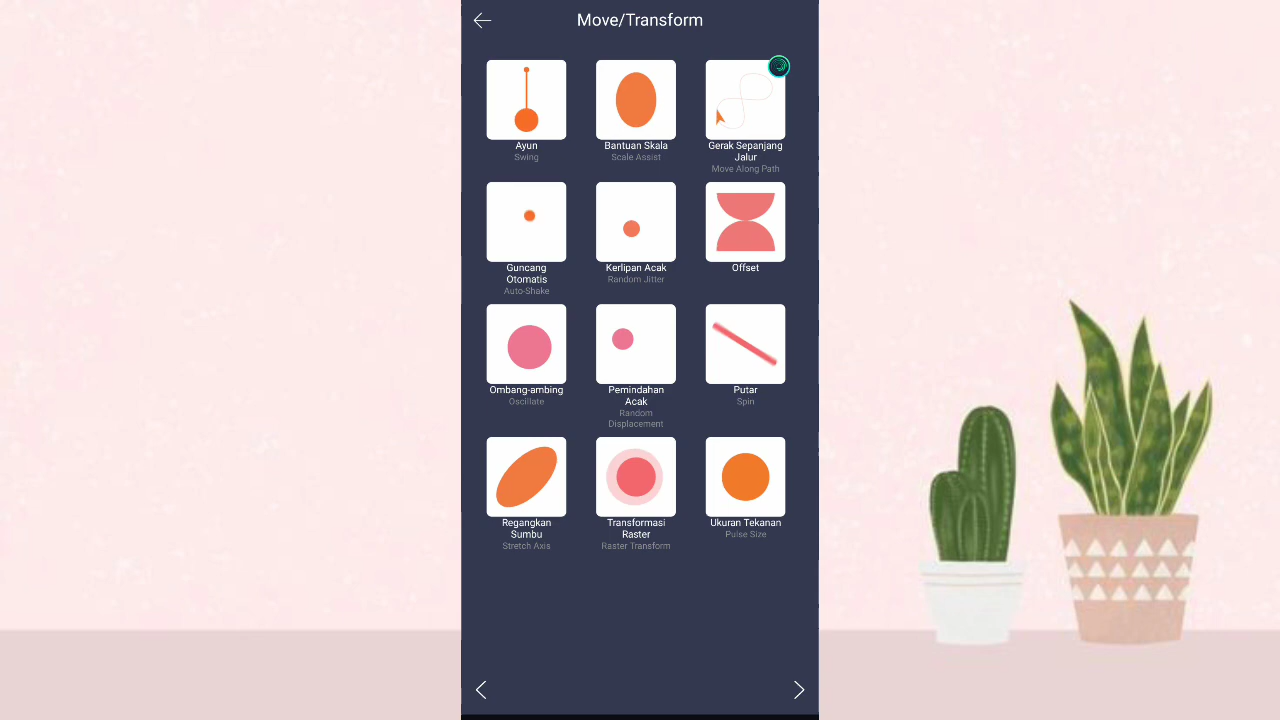 Move/Transform
Ayun
Swing
Bantuan Skala
Scale Assist
Gerak Sepanjang
Jalur
Move Along Path
Guncang
Otomatis
Auto-Shake
Kerlipan Acak
Random Jitter
Offset
Ombang-ambing
Oscillate
Pemindahan
Acak
Random
Displacement
Putar
Spin
Regangkan
Sumbu
Stretch Axis
Transformasi
Raster
Raster Transform
Ukuran Tekanan
Pulse Size